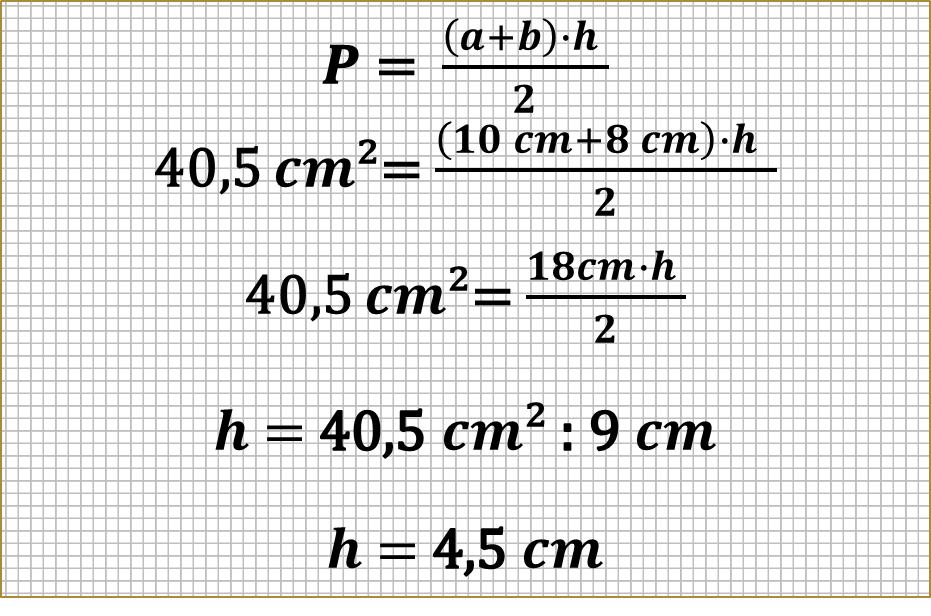 P = (a+b)·h / 2
40,5 cm² = (10 cm+8 cm)·h / 2
40,5 cm² = 18cm·h / 2
h = 40,5 cm² : 9 cm
h = 4,5 cm